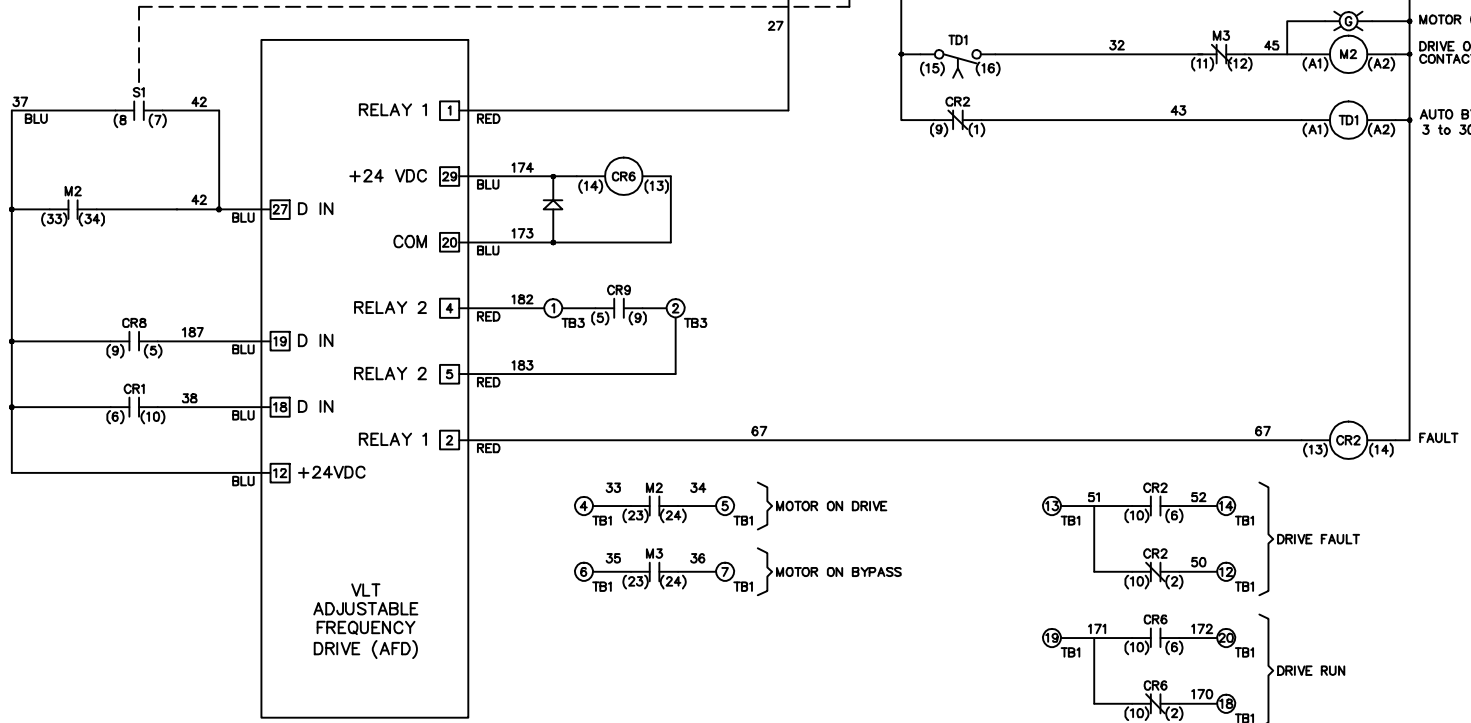 27
G
MOTOR
TD1
32
M3
45
M2
DRIVE O
CONTACT
(15)
(16)
(11)
(12)
(A1)
(A2)
37
BLU
S1
42
(8
(7)
RELAY 1
1
RED
CR2
43
(9)
(1)
(A1)
TD1
(A2)
AUTO B
3 to 30
+24 VDC
29
174
BLU
(14)
CR6
(13)
M2
42
(33)
(34)
BLU
27
D IN
COM
20
173
BLU
RELAY 2
4
182
RED
1
TB3
CR9
(5)
(9)
2
TB3
CR8
187
(9)
(5)
BLU
19
D IN
RELAY 2
5
183
RED
CR1
38
(6)
(10)
BLU
18
D IN
RELAY 1
2
RED
67
67
(13)
CR2
(14)
FAULT
BLU
12
+24VDC
4
TB1
33
M2
34
(23)
(24)
5
TB1
MOTOR ON DRIVE
6
TB1
35
M3
36
(23)
(24)
7
TB1
MOTOR ON BYPASS
13
TB1
51
CR2
52
(10)
(6)
14
TB1
CR2
50
(10)
(2)
12
TB1
DRIVE FAULT
VLT
ADJUSTABLE
FREQUENCY
DRIVE (AFD)
19
TB1
171
CR6
172
(10)
(6)
20
TB1
CR6
170
(10)
(2)
18
TB1
DRIVE RUN